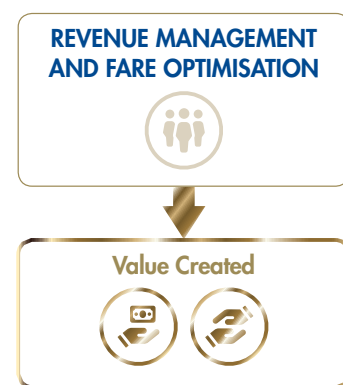 REVENUE MANAGEMENT
AND FARE OPTIMISATION
Value Created